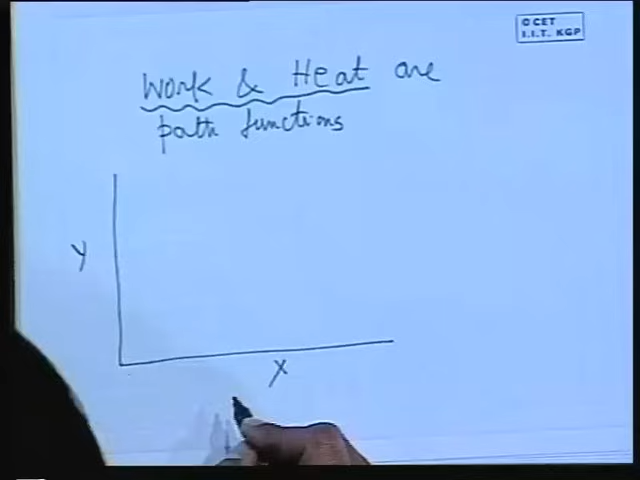 © CET
I.I.T. KGP
Work & Heat are
path functions
Y
X